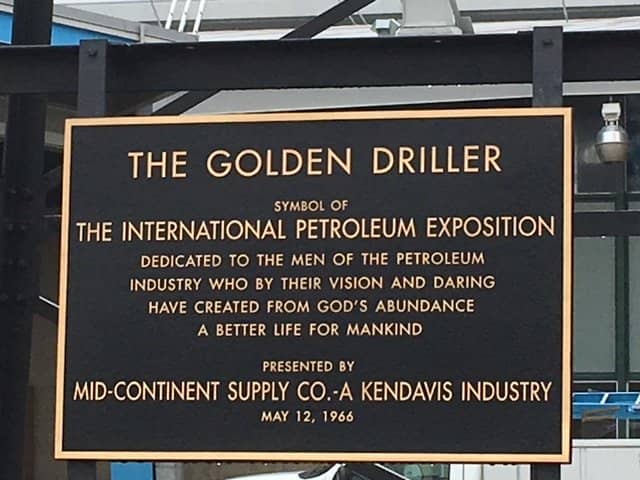 THE GOLDEN DRILLER
SYMBOL OF
THE INTERNATIONAL PETROLEUM EXPOSITION
DEDICATED TO THE MEN OF THE PETROLEUM
INDUSTRY WHO BY THEIR VISION AND DARING
HAVE CREATED FROM GOD'S ABUNDANCE
A BETTER LIFE FOR MANKIND
PRESENTED BY
MID-CONTINENT SUPPLY CO.-A KENDAVIS INDUSTRY
MAY 12, 1966